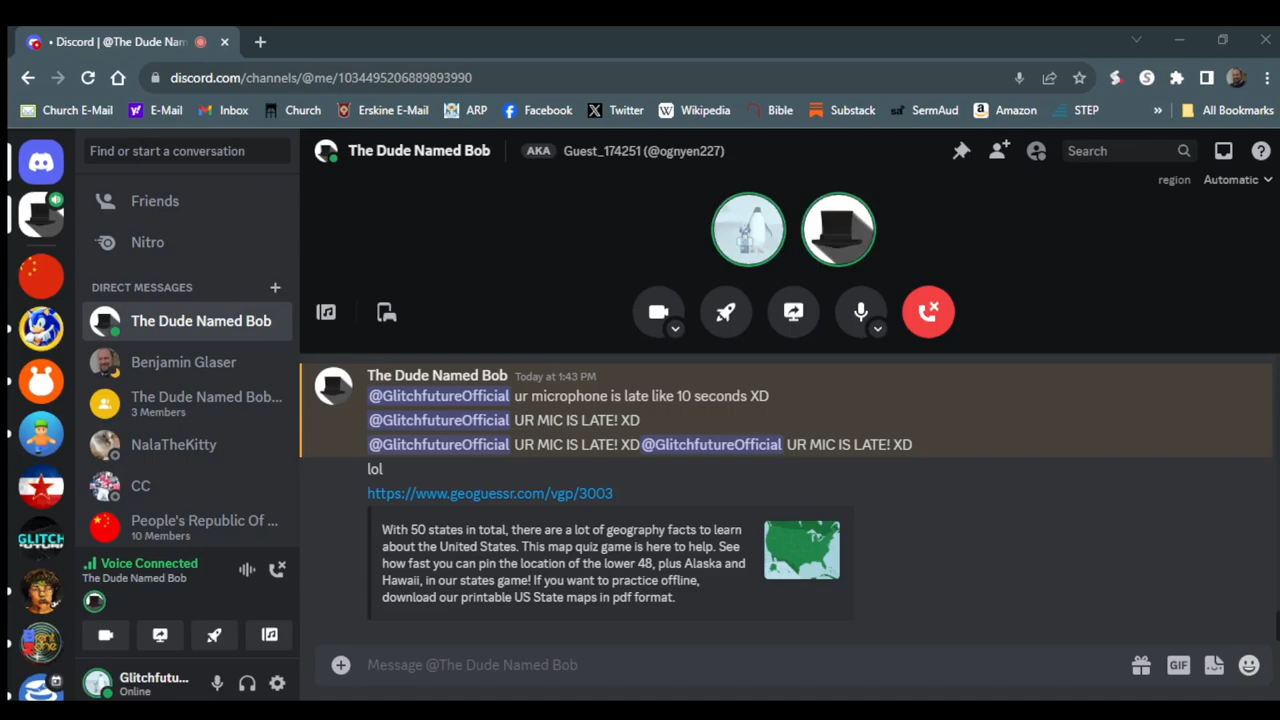 Discord | @The Dude Nam
discord.com/channels/@me/1034495206889893990
Church E-Mail
E-Mail
Inbox
Church
Erskine E-Mail
ARP
Facebook
Twitter
Wikipedia
Bible
Substack
SermAud
Amazon
STEP
»
All Bookmarks
Find or start a conversation
The Dude Named Bob
AKA
Guest_174251 (@ognyen227)
Search
region
Automatic
Friends
Nitro
DIRECT MESSAGES
The Dude Named Bob
Benjamin Glaser
The Dude Named Bob...
3 Members
NalaTheKitty
CC
People's Republic Of ...
10 Members
Voice Connected
The Dude Named Bob
Glitchfutu...
Online
GLITCH
FUTURE
The Dude Named Bob Today at 1:43 PM
@GlitchfutureOfficial ur microphone is late like 10 seconds XD
@GlitchfutureOfficial UR MIC IS LATE! XD
@GlitchfutureOfficial UR MIC IS LATE! XD@GlitchfutureOfficial UR MIC IS LATE! XD
lol
https://www.geoguessr.com/vgp/3003
With 50 states in total, there are a lot of geography facts to learn
about the United States. This map quiz game is here to help. See
how fast you can pin the location of the lower 48, plus Alaska and
Hawaii, in our states game! If you want to practice offline,
download our printable US State maps in pdf format.
Message @The Dude Named Bob
GIF